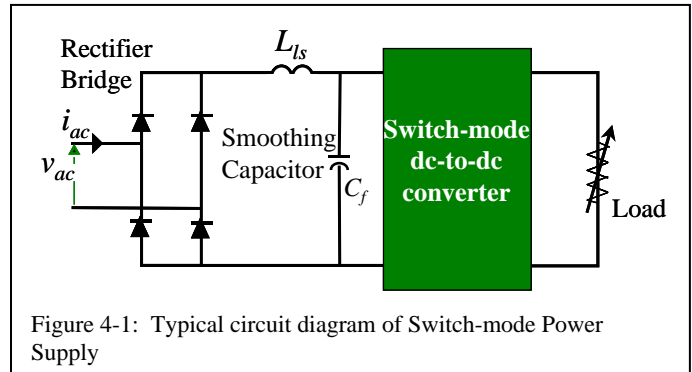 Rectifier
Bridge
L_ls
i_ac
v_ac
Smoothing
Capacitor
C_f
Switch-mode
dc-to-dc
converter
Load
Figure 4-1: Typical circuit diagram of Switch-mode Power
Supply